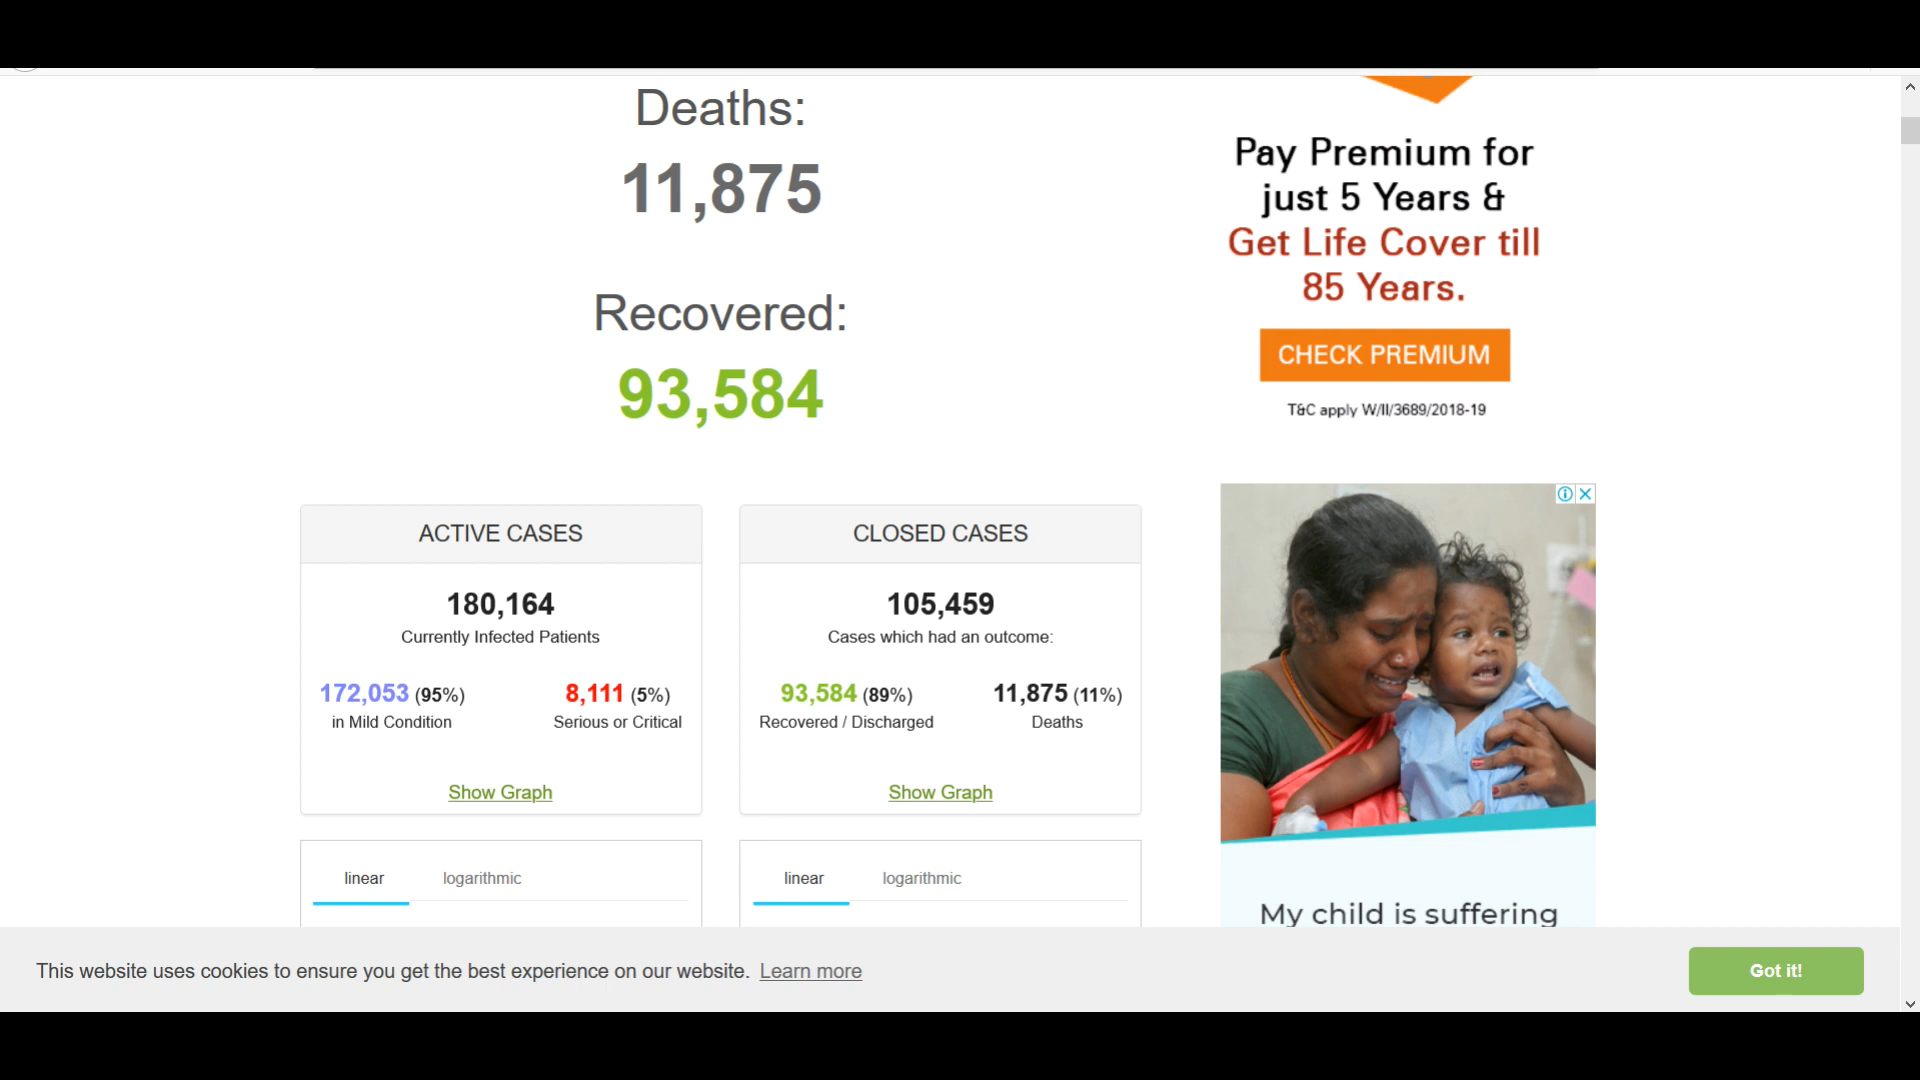 Deaths:
11,875
Recovered:
93,584
ACTIVE CASES
180,164
Currently Infected Patients
172,053 (95%)
in Mild Condition
8,111 (5%)
Serious or Critical
Show Graph
CLOSED CASES
105,459
Cases which had an outcome:
93,584 (89%)
Recovered / Discharged
11,875 (11%)
Deaths
Show Graph
linear logarithmic
linear logarithmic
Pay Premium for
just 5 Years &
Get Life Cover till
85 Years.
CHECK PREMIUM
T&C apply W/II/3689/2018-19
My child is suffering
This website uses cookies to ensure you get the best experience on our website. Learn more
Got it!